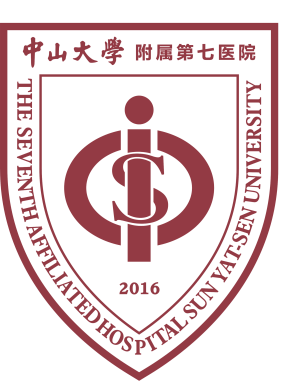 中山大學 附属第七医院
THE SEVENTH AFFILIATED HOSPITAL SUN YAT-SEN UNIVERSITY
S
2016